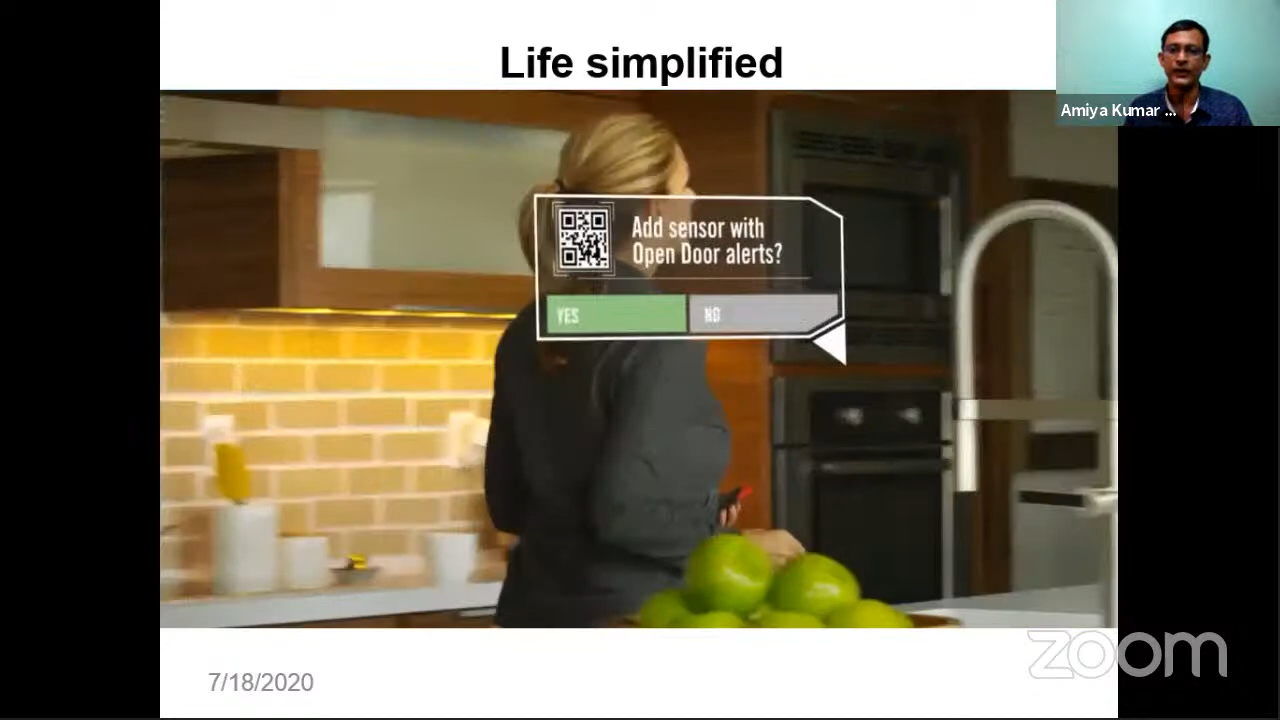 Life simplified
Amiya Kumar ...
Add sensor with
Open Door alerts?
YES
NO
7/18/2020
zoom